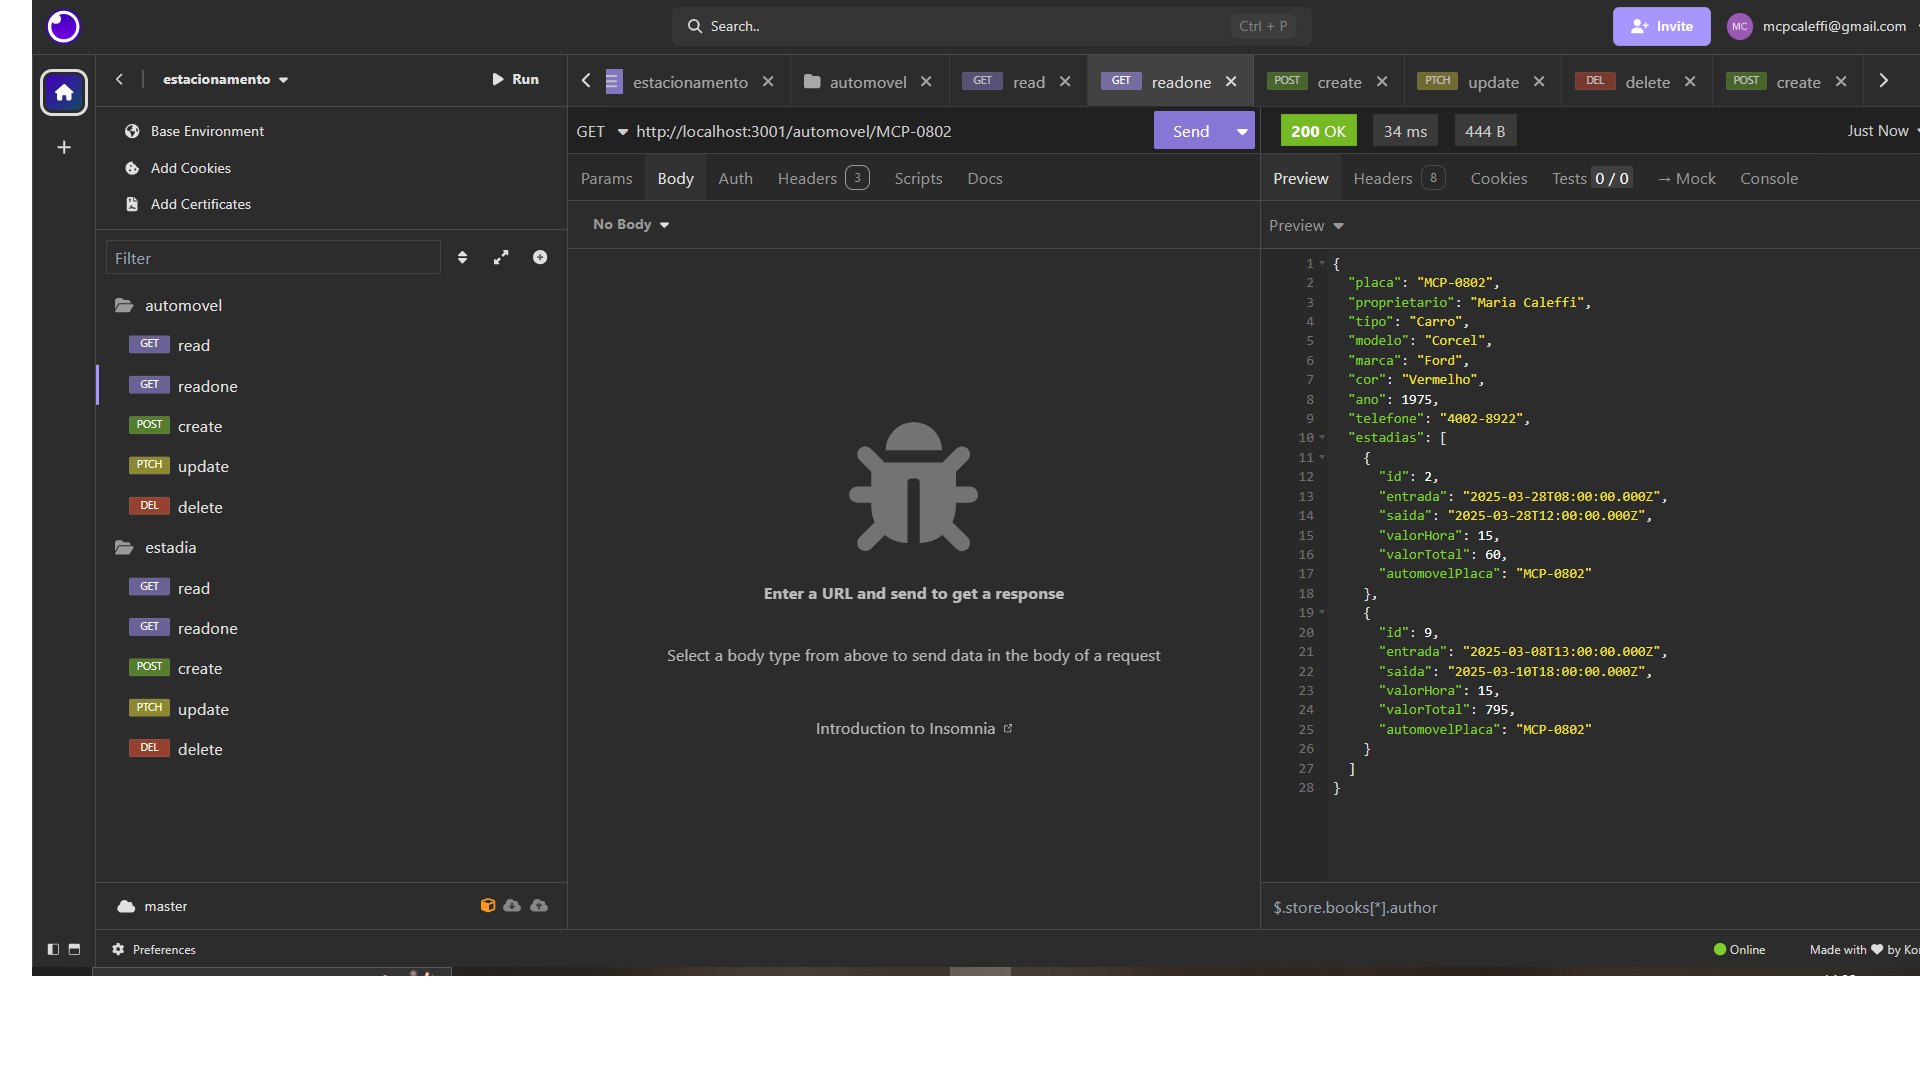 Search..
Ctrl + P
Invite
MC
mcpcaleffi@gmail.com
estacionamento
Run
estacionamento
automovel
GET read
GET readone
POST create
PTCH update
DEL delete
POST create
Base Environment
Add Cookies
Add Certificates
Filter
automovel
GET read
GET readone
POST create
PTCH update
DEL delete
estadia
GET read
GET readone
POST create
PTCH update
DEL delete
master
Preferences
GET http://localhost:3001/automovel/MCP-0802
Send
Params Body Auth Headers 3 Scripts Docs
No Body
Enter a URL and send to get a response
Select a body type from above to send data in the body of a request
Introduction to Insomnia
200 OK 34 ms 444 B
Just Now
Preview Headers 8 Cookies Tests 0 / 0 → Mock Console
Preview
1 {
2 "placa": "MCP-0802",
3 "proprietario": "Maria Caleffi",
4 "tipo": "Carro",
5 "modelo": "Corcel",
6 "marca": "Ford",
7 "cor": "Vermelho",
8 "ano": 1975,
9 "telefone": "4002-8922",
10 "estadias": [
11 {
12 "id": 2,
13 "entrada": "2025-03-28T08:00:00.000Z",
14 "saida": "2025-03-28T12:00:00.000Z",
15 "valorHora": 15,
16 "valorTotal": 60,
17 "automovelPlaca": "MCP-0802"
18 },
19 {
20 "id": 9,
21 "entrada": "2025-03-08T13:00:00.000Z",
22 "saida": "2025-03-10T18:00:00.000Z",
23 "valorHora": 15,
24 "valorTotal": 795,
25 "automovelPlaca": "MCP-0802"
26 }
27 ]
28 }
$.store.books[*].author
Online
Made with ♥ by Ko